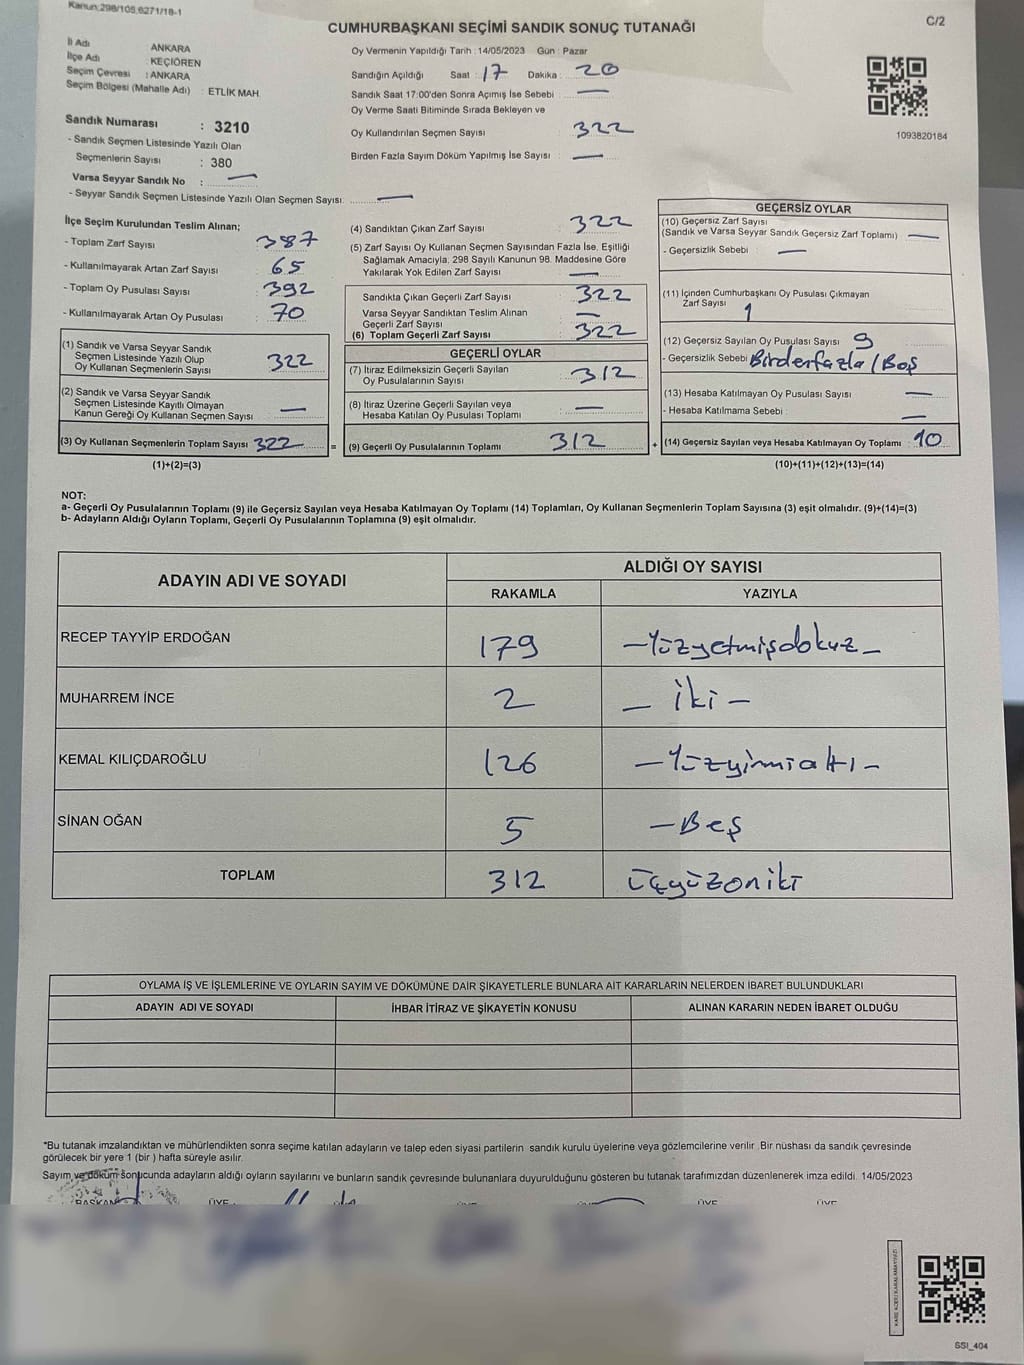 Kanun:298/105;6271/18-1
C/2
CUMHURBAŞKANI SEÇİMİ SANDIK SONUÇ TUTANAĞI
İl Adı ANKARA
İlçe Adı : KEÇİÖREN
Seçim Çevresi : ANKARA
Seçim Bölgesi (Mahalle Adı) : ETLİK MAH.
Oy Vermenin Yapıldığı Tarih : 14/05/2023 Gün : Pazar
Sandığın Açıldığı Saat : 17 Dakika : 20
Sandık Saat 17:00'den Sonra Açımış İse Sebebi : —
Oy Verme Saati Bitiminde Sırada Bekleyen ve
Oy Kullandırılan Seçmen Sayısı 322
Birden Fazla Sayım Döküm Yapılmış İse Sayısı : —
1093820184
Sandık Numarası : 3210
- Sandık Seçmen Listesinde Yazılı Olan
Seçmenlerin Sayısı : 380
Varsa Seyyar Sandık No : —
- Seyyar Sandık Seçmen Listesinde Yazılı Olan Seçmen Sayısı: —
İlçe Seçim Kurulundan Teslim Alınan;
- Toplam Zarf Sayısı 387
- Kullanılmayarak Artan Zarf Sayısı 65
- Toplam Oy Pusulası Sayısı 392
- Kullanılmayarak Artan Oy Pusulası 70
(1) Sandık ve Varsa Seyyar Sandık
Seçmen Listesinde Yazılı Olup
Oy Kullanan Seçmenlerin Sayısı 322
(2) Sandık ve Varsa Seyyar Sandık
Seçmen Listesinde Kayıtlı Olmayan
Kanun Gereği Oy Kullanan Seçmen Sayısı —
(3) Oy Kullanan Seçmenlerin Toplam Sayısı 322
(1)+(2)=(3)
(4) Sandıktan Çıkan Zarf Sayısı 322
(5) Zarf Sayısı Oy Kullanan Seçmen Sayısından Fazla İse, Eşitliği
Sağlamak Amacıyla, 298 Sayılı Kanunun 98. Maddesine Göre
Yakılarak Yok Edilen Zarf Sayısı —
Sandıkta Çıkan Geçerli Zarf Sayısı 322
Varsa Seyyar Sandıktan Teslim Alınan
Geçerli Zarf Sayısı —
(6) Toplam Geçerli Zarf Sayısı 322
GEÇERLİ OYLAR
(7) İtiraz Edilmeksizin Geçerli Sayılan
Oy Pusulalarının Sayısı : 312
(8) İtiraz Üzerine Geçerli Sayılan veya
Hesaba Katılan Oy Pusulası Toplamı : —
= (9) Geçerli Oy Pusulalarının Toplamı 312 +
GEÇERSİZ OYLAR
(10) Geçersiz Zarf Sayısı
(Sandık ve Varsa Seyyar Sandık Geçersiz Zarf Toplamı) —
- Geçersizlik Sebebi : —
(11) İçinden Cumhurbaşkanı Oy Pusulası Çıkmayan
Zarf Sayısı 1
(12) Geçersiz Sayılan Oy Pusulası Sayısı 9
- Geçersizlik Sebebi Birdenfazla / Boş
(13) Hesaba Katılmayan Oy Pusulası Sayısı —
- Hesaba Katılmama Sebebi : —
(14) Geçersiz Sayılan veya Hesaba Katılmayan Oy Toplamı : 10
(10)+(11)+(12)+(13)=(14)
NOT:
a- Geçerli Oy Pusulalarının Toplamı (9) ile Geçersiz Sayılan veya Hesaba Katılmayan Oy Toplamı (14) Toplamları, Oy Kullanan Seçmenlerin Toplam Sayısına (3) eşit olmalıdır. (9)+(14)=(3)
b- Adayların Aldığı Oyların Toplamı, Geçerli Oy Pusulalarının Toplamına (9) eşit olmalıdır.
ADAYIN ADI VE SOYADI ALDIĞI OY SAYISI
RAKAMLA YAZIYLA
RECEP TAYYİP ERDOĞAN 179 — Yüzyetmişdokuz —
MUHARREM İNCE 2 — iki —
KEMAL KILIÇDAROĞLU 126 — Yüzyirmialtı —
SİNAN OĞAN 5 — Beş
TOPLAM 312 üçyüzoniki
OYLAMA İŞ VE İŞLEMLERİNE VE OYLARIN SAYIM VE DÖKÜMÜNE DAİR ŞİKAYETLERLE BUNLARA AİT KARARLARIN NELERDEN İBARET BULUNDUKLARI
ADAYIN ADI VE SOYADI İHBAR İTİRAZ VE ŞİKAYETİN KONUSU ALINAN KARARIN NEDEN İBARET OLDUĞU
*Bu tutanak imzalandıktan ve mühürlendikten sonra seçime katılan adayların ve talep eden siyasi partilerin sandık kurulu üyelerine veya gözlemcilerine verilir. Bir nüshası da sandık çevresinde
görülecek bir yere 1 (bir ) hafta süreyle asılır.
Sayım ve döküm sonucunda adayların aldığı oyların sayılarını ve bunların sandık çevresinde bulunanlara duyurulduğunu gösteren bu tutanak tarafımızdan düzenlenerek imza edildi. 14/05/2023
BAŞKAN ÜYE ÜYE ÜYE
SSI_404